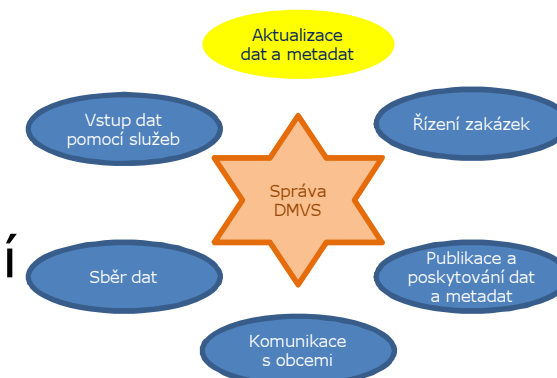 Aktualizace
dat a metadat
Vstup dat
pomocí služeb
Řízení zakázek
Správa
DMVS
í
Sběr dat
Publikace a
poskytování dat
a metadat
Komunikace
s obcemi